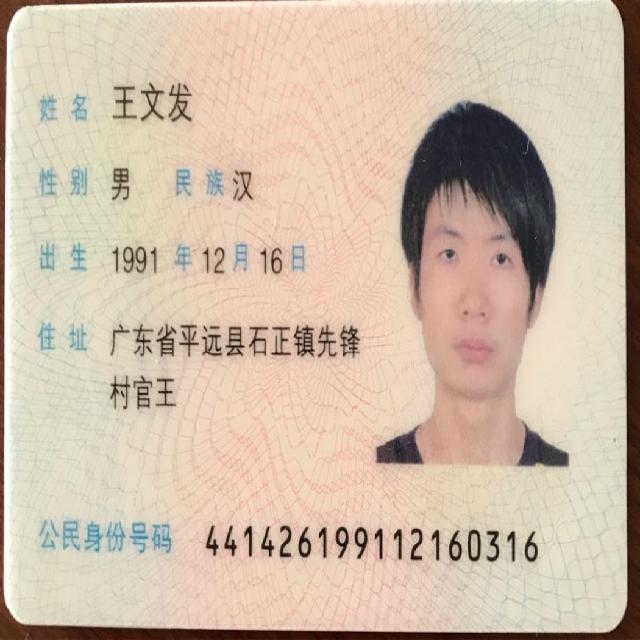 姓名 王文发
性别 男 民族 汉
出生 1991 年 12 月 16 日
住址 广东省平远县石正镇先锋
村官王
公民身份号码 441426199112160316